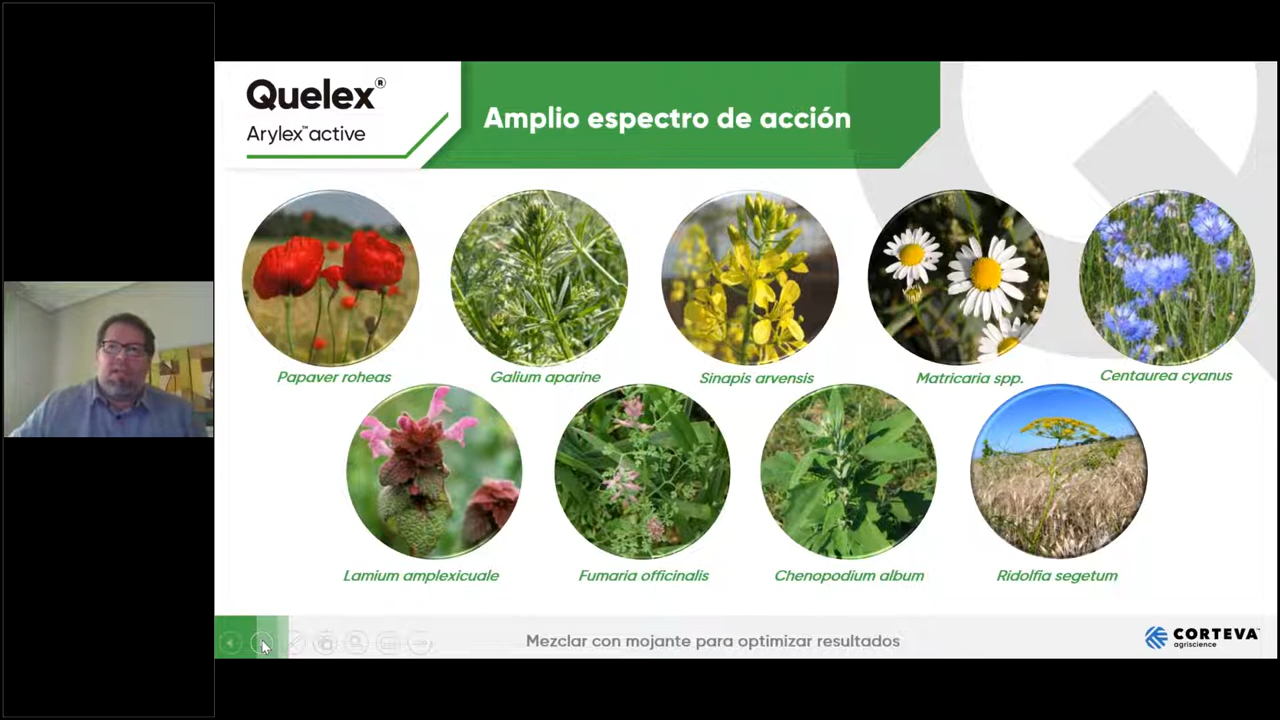 Quelex®
Arylex™active
Amplio espectro de acción
Papaver roheas
Galium aparine
Sinapis arvensis
Matricaria spp.
Centaurea cyanus
Lamium amplexicuale
Fumaria officinalis
Chenopodium album
Ridolfia segetum
Mezclar con mojante para optimizar resultados
CORTEVA™
agriscience